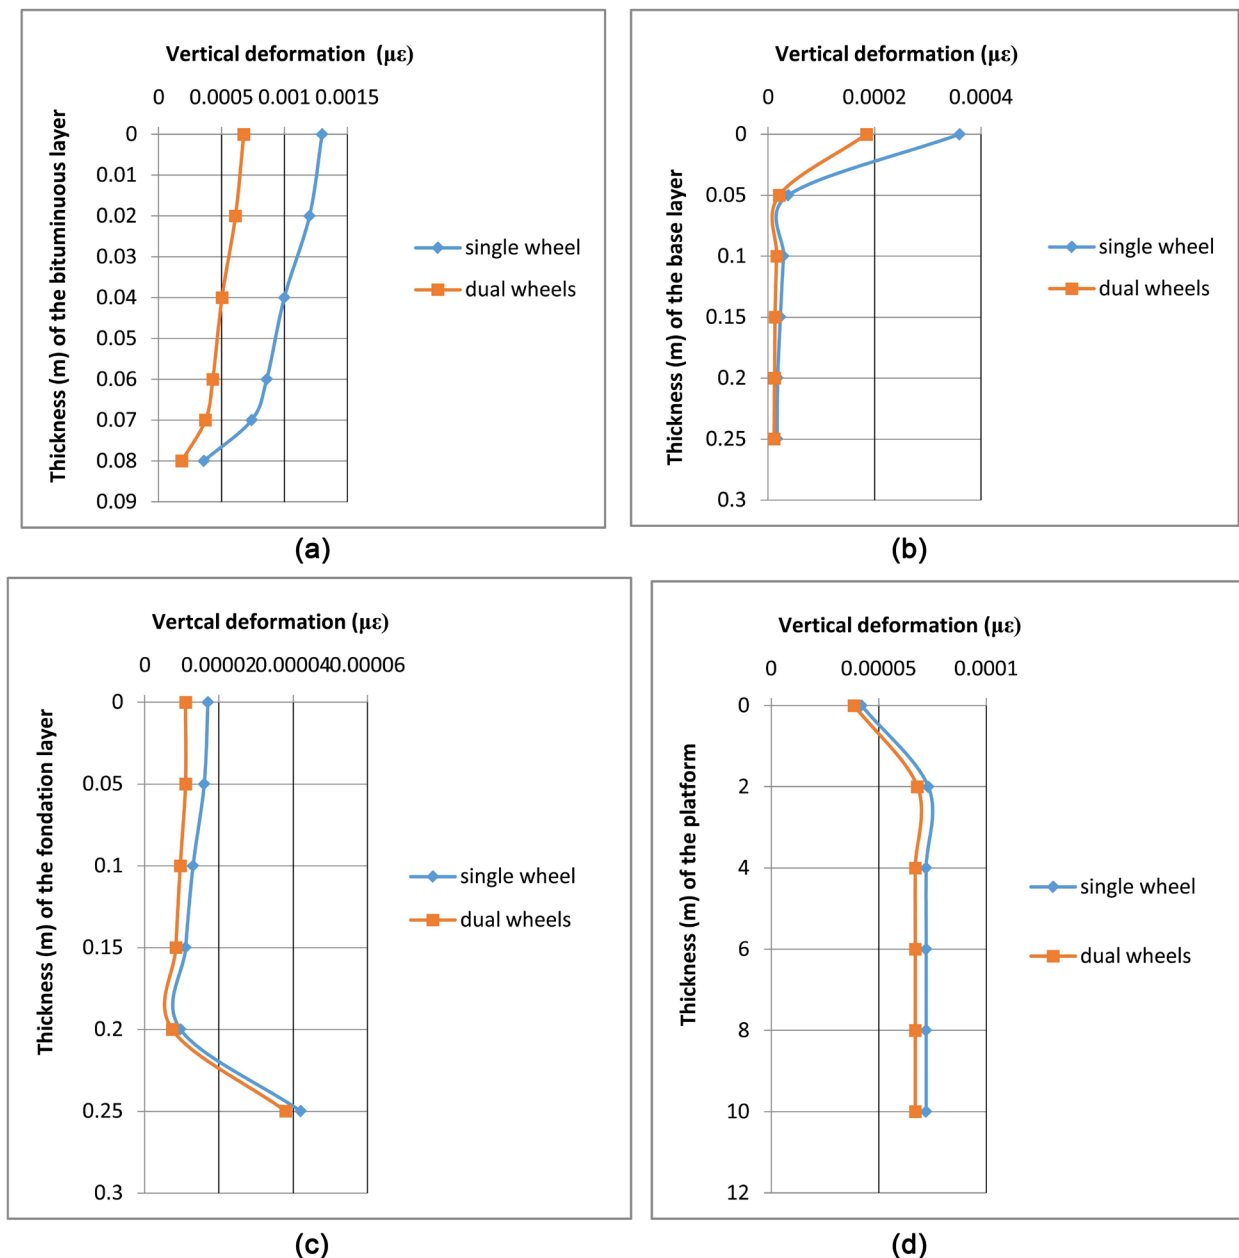 Vertical deformation (με)
0 0.0005 0.001 0.0015
Thickness (m) of the bituminuous layer
0
0.01
0.02
0.03
0.04
0.05
0.06
0.07
0.08
0.09
single wheel
dual wheels
(a)
Vertical deformation (με)
0 0.0002 0.0004
Thickness (m) of the base layer
0
0.05
0.1
0.15
0.2
0.25
0.3
single wheel
dual wheels
(b)
Vertcal deformation (με)
0 0.00002 0.00004 0.00006
Thickness (m) of the fondation layer
0
0.05
0.1
0.15
0.2
0.25
0.3
single wheel
dual wheels
(c)
Vertical deformation (με)
0 0.00005 0.0001
Thickness (m) of the platform
0
2
4
6
8
10
12
single wheel
dual wheels
(d)